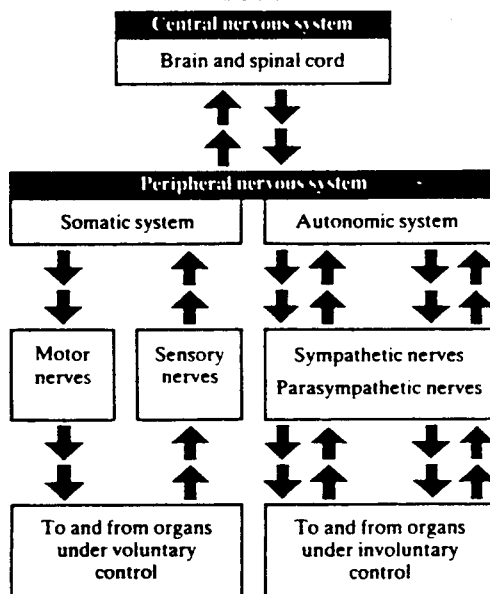 Central nervous system
Brain and spinal cord
Peripheral nervous system
Somatic system
Autonomic system
Motor
nerves
Sensory
nerves
Sympathetic nerves
Parasympathetic nerves
To and from organs
under voluntary
control
To and from organs
under involuntary
control